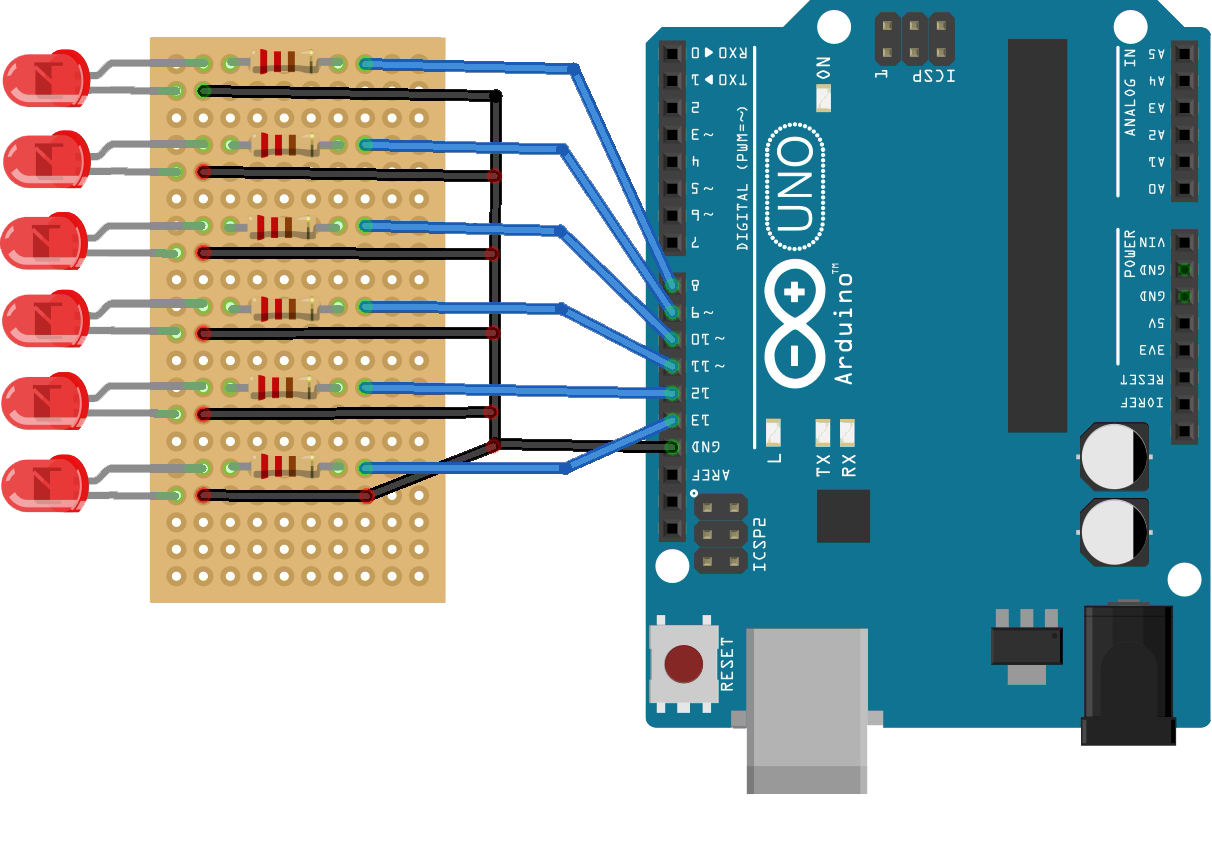 RX0 ◄ 0
TX0 ◄ 1
2
~ 3
4
~ 5
~ 6
7
8
~ 9
~ 10
~ 11
12
13
GND
AREF
DIGITAL (PWM=~)
ON
1
ICSP
UNO
Arduino™
L
TX
RX
ICSP2
RESET
ANALOG IN
A5
A4
A3
A2
A1
A0
POWER
VIN
GND
GND
5V
3V3
RESET
IOREF